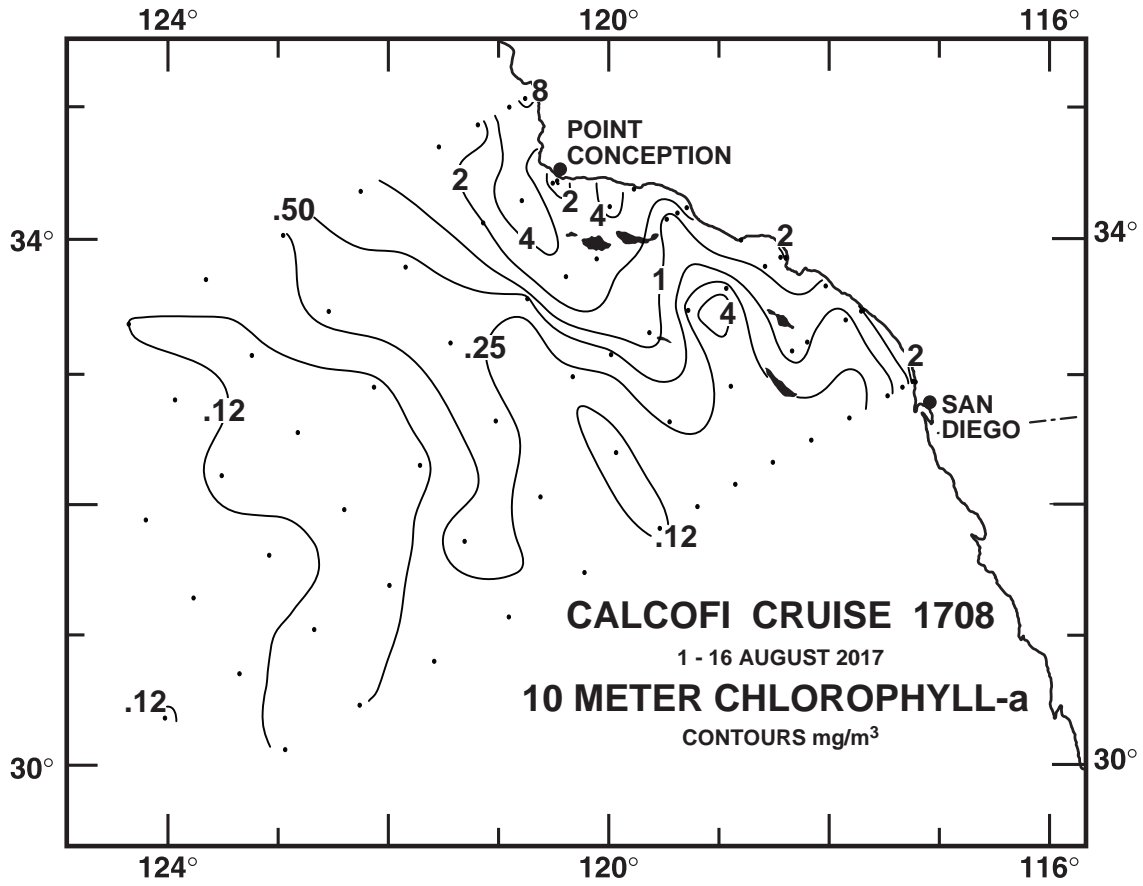 124° 120° 116°
8
POINT
CONCEPTION
2
2
.50
4
4
34° 2 34°
1
4
.25
2
.12
SAN
DIEGO
.12
CALCOFI CRUISE 1708
1 - 16 AUGUST 2017
10 METER CHLOROPHYLL-a
.12
CONTOURS mg/m³
30° 30°
124° 120° 116°